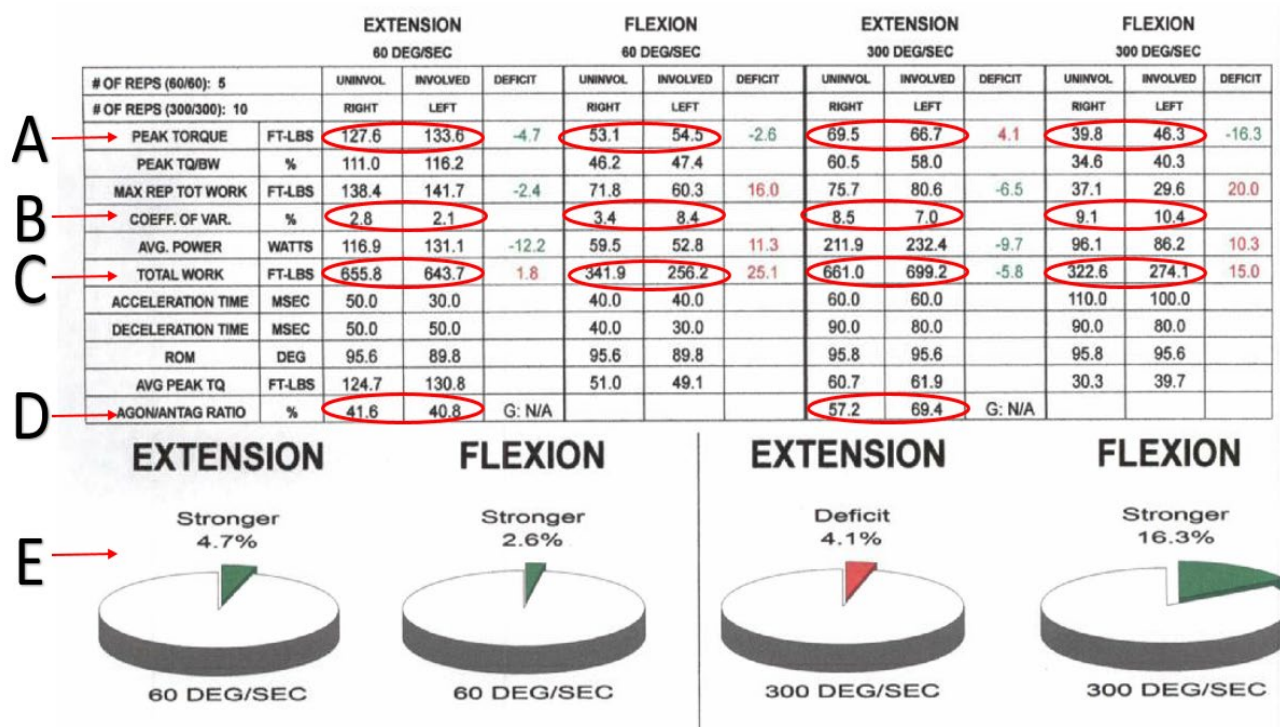 EXTENSION FLEXION EXTENSION FLEXION
60 DEG/SEC 60 DEG/SEC 300 DEG/SEC 300 DEG/SEC
# OF REPS (60/60): 5 UNINVOL INVOLVED DEFICIT UNINVOL INVOLVED DEFICIT UNINVOL INVOLVED DEFICIT UNINVOL INVOLVED DEFICIT
# OF REPS (300/300): 10 RIGHT LEFT RIGHT LEFT RIGHT LEFT RIGHT LEFT
A PEAK TORQUE FT-LBS 127.6 133.6 -4.7 53.1 54.5 -2.6 69.5 66.7 4.1 39.8 46.3 -16.3
PEAK TQ/BW % 111.0 116.2 46.2 47.4 60.5 58.0 34.6 40.3
MAX REP TOT WORK FT-LBS 138.4 141.7 -2.4 71.8 60.3 16.0 75.7 80.6 -6.5 37.1 29.6 20.0
B COEFF. OF VAR. % 2.8 2.1 3.4 8.4 8.5 7.0 9.1 10.4
AVG. POWER WATTS 116.9 131.1 -12.2 59.5 52.8 11.3 211.9 232.4 -9.7 96.1 86.2 10.3
C TOTAL WORK FT-LBS 655.8 643.7 1.8 341.9 256.2 25.1 661.0 699.2 -5.8 322.6 274.1 15.0
ACCELERATION TIME MSEC 50.0 30.0 40.0 40.0 60.0 60.0 110.0 100.0
DECELERATION TIME MSEC 50.0 50.0 40.0 30.0 90.0 80.0 90.0 80.0
ROM DEG 95.6 89.8 95.6 89.8 95.8 95.6 95.8 95.6
AVG PEAK TQ FT-LBS 124.7 130.8 51.0 49.1 60.7 61.9 30.3 39.7
D AGON/ANTAG RATIO % 41.6 40.8 G: N/A 57.2 69.4 G: N/A
EXTENSION FLEXION EXTENSION FLEXION
Stronger Stronger Deficit Stronger
4.7% 2.6% 4.1% 16.3%
E
60 DEG/SEC 60 DEG/SEC 300 DEG/SEC 300 DEG/SEC